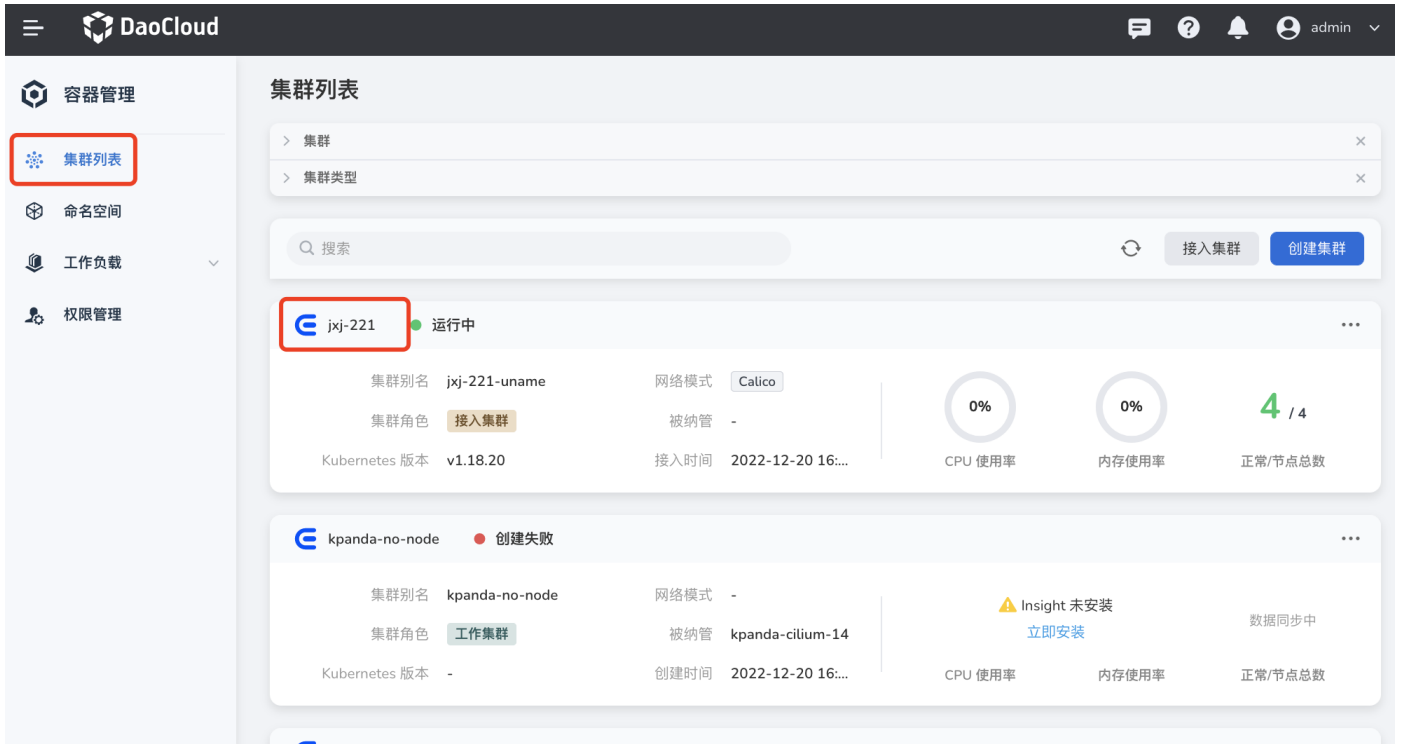 DaoCloud
admin
容器管理
集群列表
命名空间
工作负载
权限管理
集群列表
集群
集群类型
搜索
接入集群
创建集群
jxj-221
运行中
集群别名 jxj-221-uname
网络模式 Calico
集群角色 接入集群
被纳管 -
Kubernetes 版本 v1.18.20
接入时间 2022-12-20 16:...
0%
CPU 使用率
0%
内存使用率
4 / 4
正常/节点总数
kpanda-no-node
创建失败
集群别名 kpanda-no-node
网络模式 -
集群角色 工作集群
被纳管 kpanda-cilium-14
Kubernetes 版本 -
创建时间 2022-12-20 16:...
Insight 未安装
立即安装
数据同步中
CPU 使用率
内存使用率
正常/节点总数